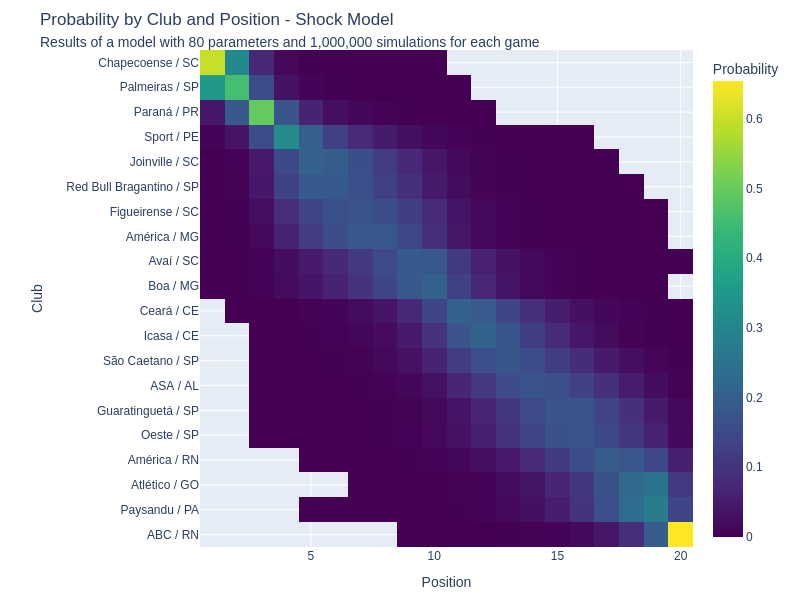 Probability by Club and Position - Shock Model
Results of a model with 80 parameters and 1,000,000 simulations for each game
Chapecoense / SC
Palmeiras / SP
Paraná / PR
Sport / PE
Joinville / SC
Red Bull Bragantino / SP
Figueirense / SC
América / MG
Avaí / SC
Boa / MG
Ceará / CE
Icasa / CE
São Caetano / SP
ASA / AL
Guaratinguetá / SP
Oeste / SP
América / RN
Atlético / GO
Paysandu / PA
ABC / RN
Club
5
10
15
20
Position
Probability
0.6
0.5
0.4
0.3
0.2
0.1
0